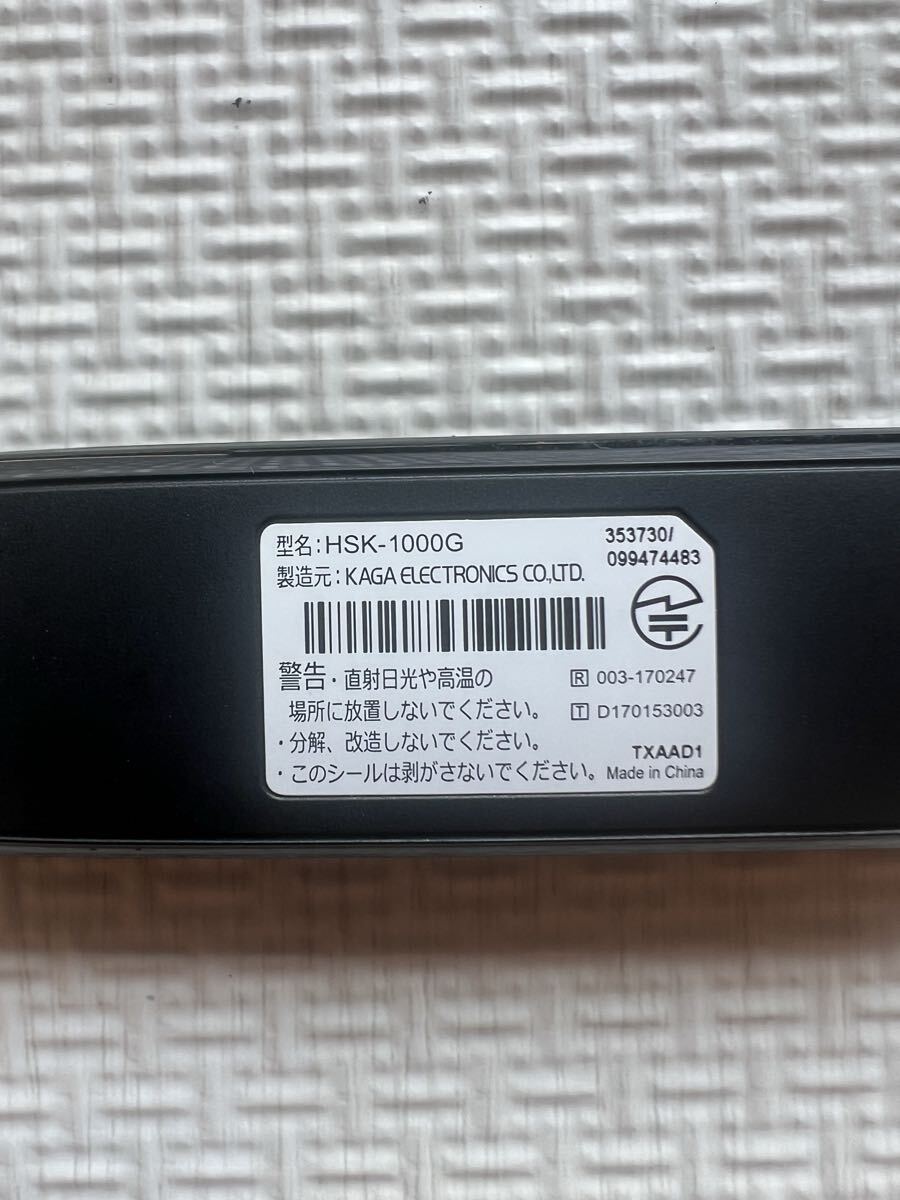 型名:HSK-1000G
353730/
099474483
製造元:KAGA ELECTRONICS CO.,LTD.
警告・直射日光や高温の
場所に放置しないでください。
・分解、改造しないでください。
・このシールは剥がさないでください。
R 003-170247
T D170153003
TXAAD1
Made in China